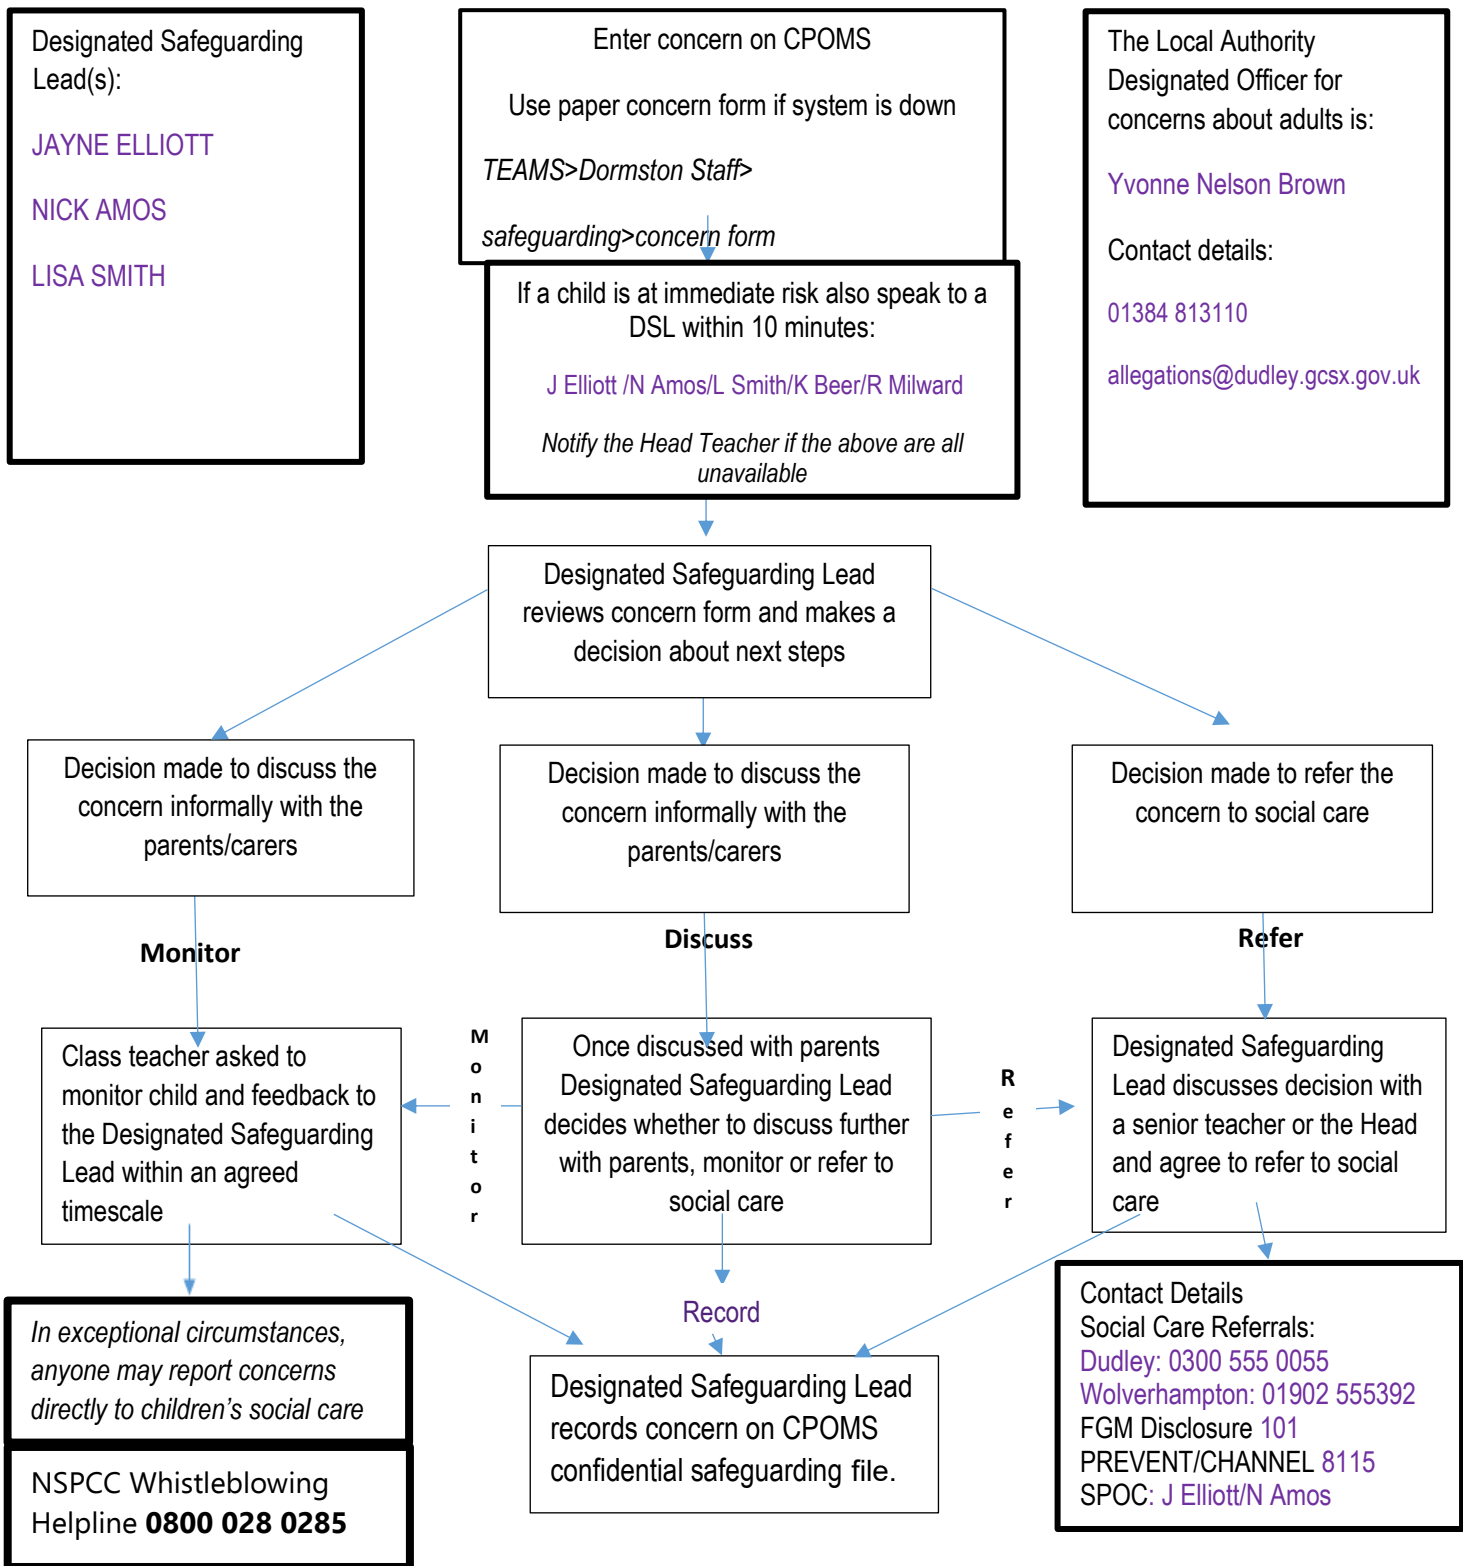 Designated Safeguarding
Lead(s):
JAYNE ELLIOTT
NICK AMOS
LISA SMITH
Enter concern on CPOMS
Use paper concern form if system is down
TEAMS>Dormston Staff>
safeguarding>concern form
If a child is at immediate risk also speak to a
DSL within 10 minutes:
J Elliott /N Amos/L Smith/K Beer/R Milward
Notify the Head Teacher if the above are all
unavailable
The Local Authority
Designated Officer for
concerns about adults is:
Yvonne Nelson Brown
Contact details:
01384 813110
allegations@dudley.gcsx.gov.uk
Designated Safeguarding Lead
reviews concern form and makes a
decision about next steps
Decision made to discuss the
concern informally with the
parents/carers
Decision made to discuss the
concern informally with the
parents/carers
Decision made to refer the
concern to social care
Monitor
Discuss
Refer
Class teacher asked to
monitor child and feedback to
the Designated Safeguarding
Lead within an agreed
timescale
Monitor
Once discussed with parents
Designated Safeguarding Lead
decides whether to discuss further
with parents, monitor or refer to
social care
Refer
Designated Safeguarding
Lead discusses decision with
a senior teacher or the Head
and agree to refer to social
care
In exceptional circumstances,
anyone may report concerns
directly to children’s social care
NSPCC Whistleblowing
Helpline 0800 028 0285
Record
Designated Safeguarding Lead
records concern on CPOMS
confidential safeguarding file.
Contact Details
Social Care Referrals:
Dudley: 0300 555 0055
Wolverhampton: 01902 555392
FGM Disclosure 101
PREVENT/CHANNEL 8115
SPOC: J Elliott/N Amos